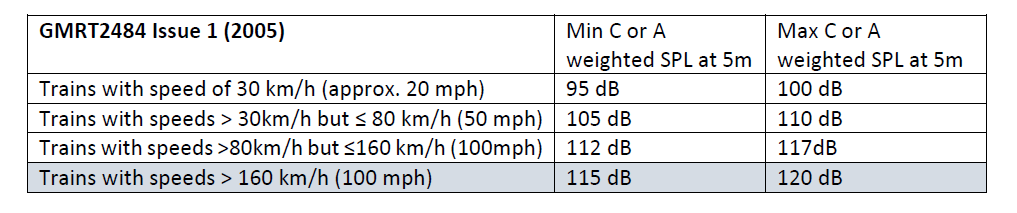 GMRT2484 Issue 1 (2005) Min C or A Max C or A
weighted SPL at 5m weighted SPL at 5m
Trains with speed of 30 km/h (approx. 20 mph) 95 dB 100 dB
Trains with speeds > 30km/h but ≤ 80 km/h (50 mph) 105 dB 110 dB
Trains with speeds >80km/h but ≤160 km/h (100mph) 112 dB 117dB
Trains with speeds > 160 km/h (100 mph) 115 dB 120 dB